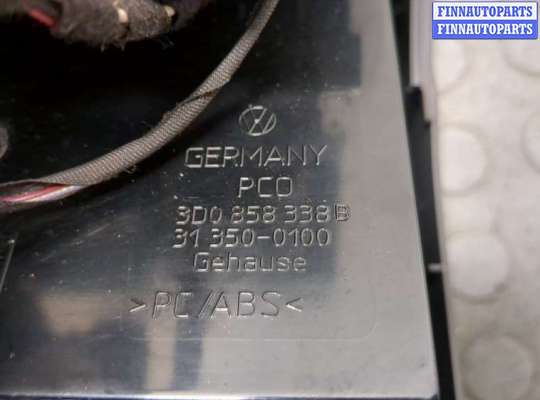 FINNAUTOPARTS
FINNAUTOPARTS
GERMANY
PCO
3D0 858 338 B
31 350-0100
Gehause
>PC/ABS<